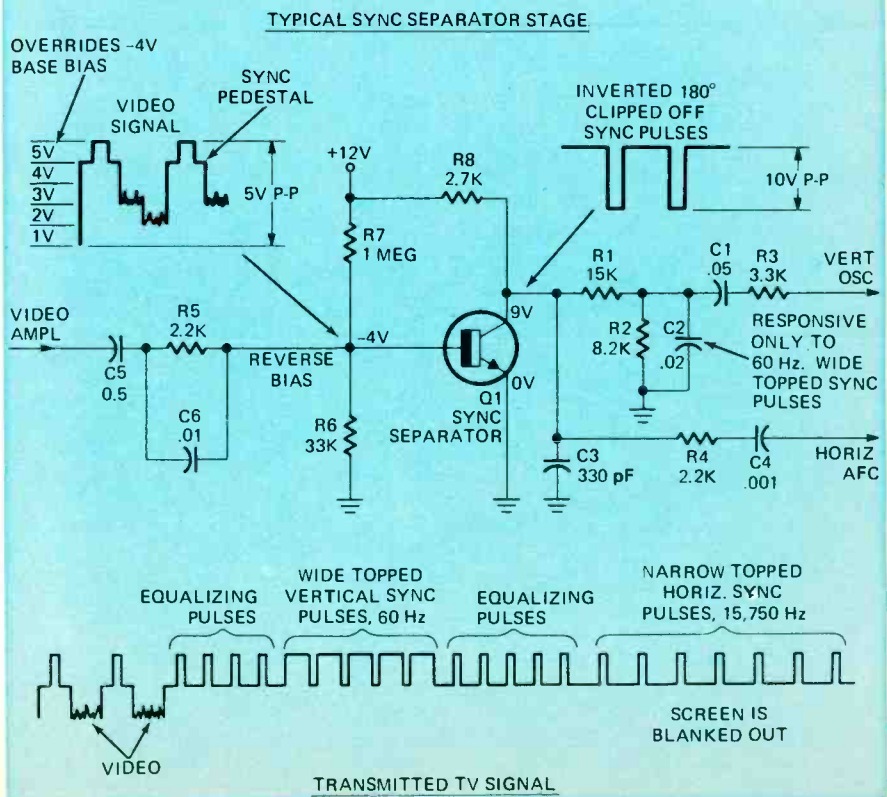 TYPICAL SYNC SEPARATOR STAGE
OVERRIDES -4V
BASE BIAS
VIDEO
SIGNAL
SYNC
PEDESTAL
5V
4V
3V
2V
1V
5V P-P
+12V
R8
2.7K
R7
1 MEG
INVERTED 180°
CLIPPED OFF
SYNC PULSES
10V P-P
VIDEO
AMPL
C5
0.5
R5
2.2K
C6
.01
REVERSE
BIAS
-4V
R6
33K
9V
0V
Q1
SYNC
SEPARATOR
R1
15K
R2
8.2K
C2
.02
C1
.05
R3
3.3K
VERT
OSC
RESPONSIVE
ONLY TO
60 Hz. WIDE
TOPPED SYNC
PULSES
C3
330 pF
R4
2.2K
C4
.001
HORIZ
AFC
EQUALIZING
PULSES
WIDE TOPPED
VERTICAL SYNC
PULSES, 60 Hz
EQUALIZING
PULSES
NARROW TOPPED
HORIZ. SYNC
PULSES, 15,750 Hz
VIDEO
SCREEN IS
BLANKED OUT
TRANSMITTED TV SIGNAL